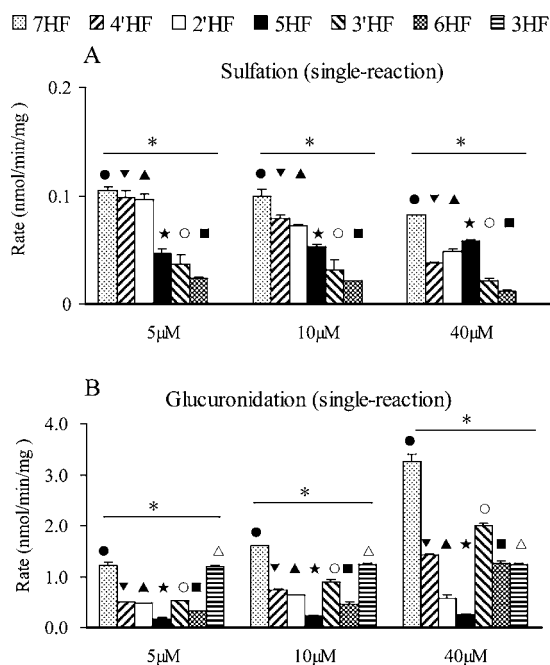 7HF 4'HF 2'HF 5HF 3'HF 6HF 3HF
A
Sulfation (single-reaction)
Rate (nmol/min/mg )
0.2
0.1
0
*
*
*
5µM 10µM 40µM
B
Glucuronidation (single-reaction)
Rate (nmol/min/mg)
4.0
3.0
2.0
1.0
0.0
*
*
*
5µM 10µM 40µM